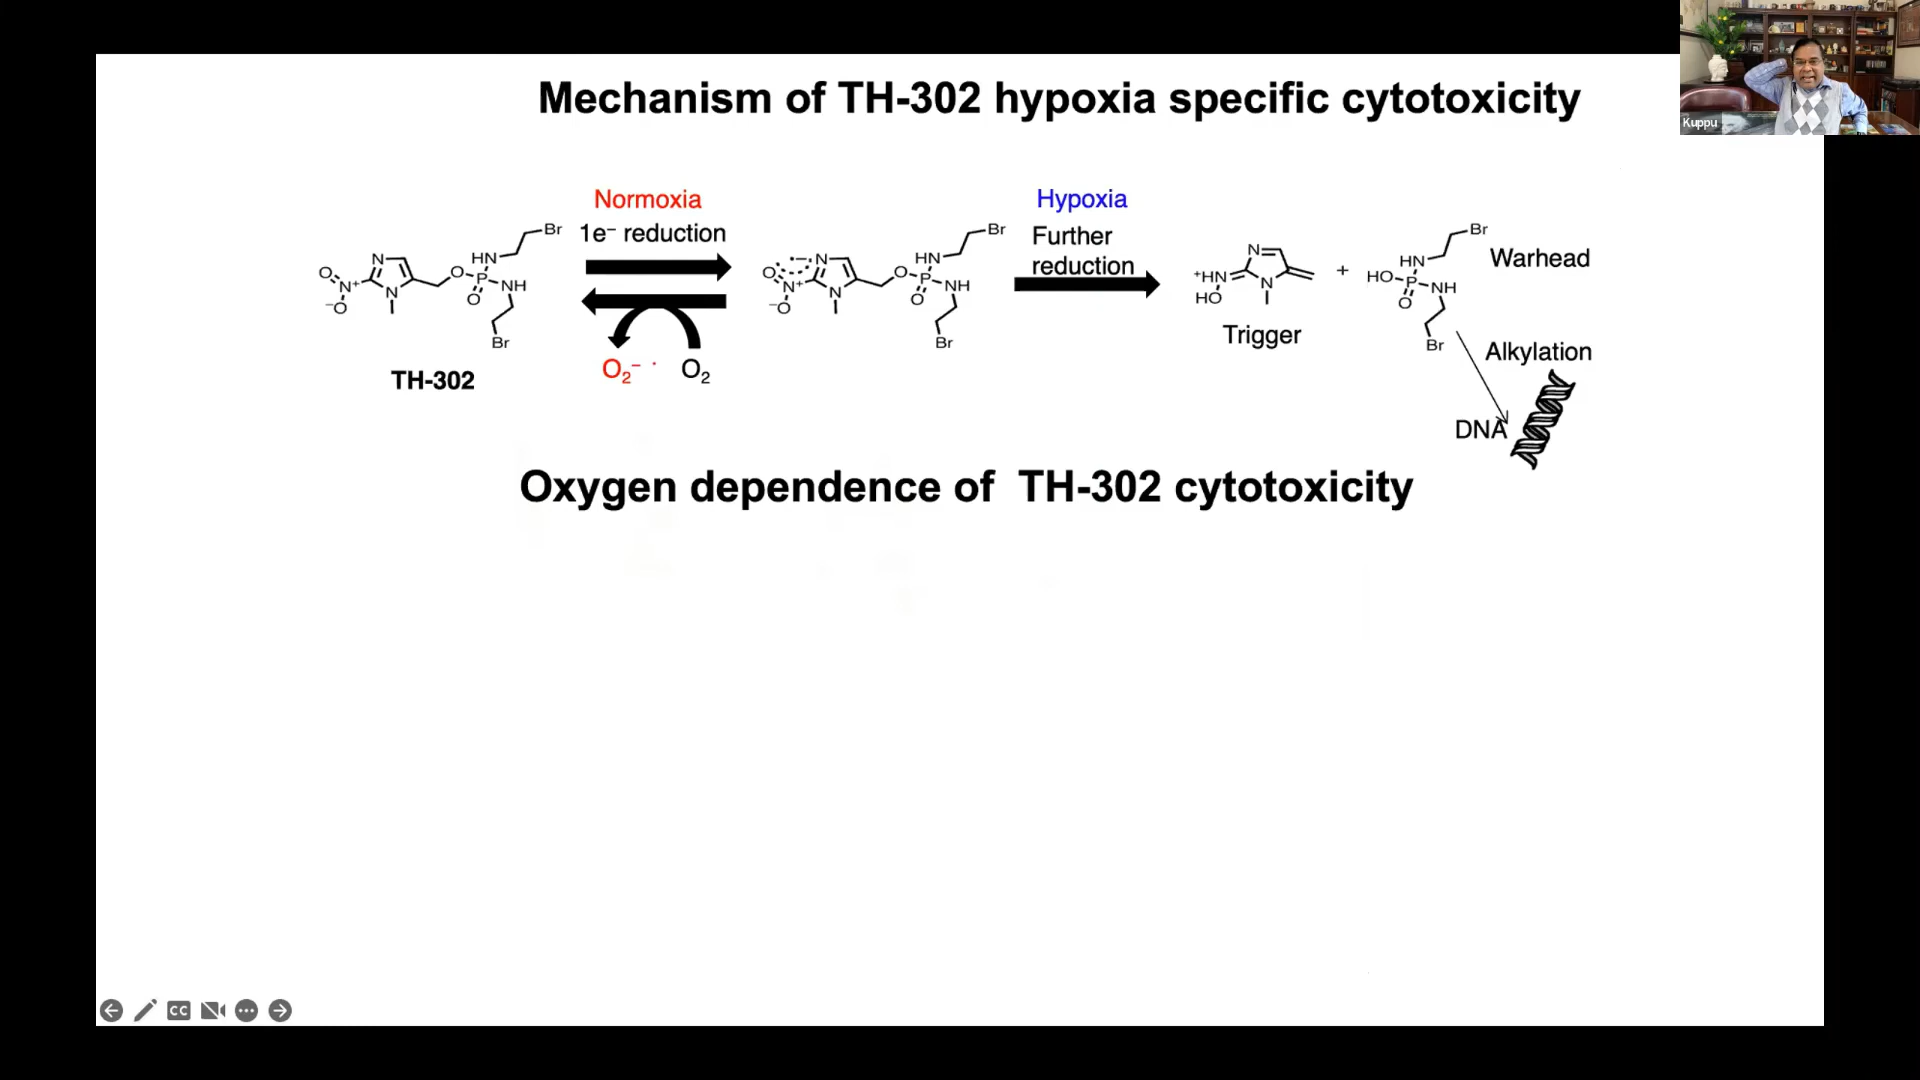 Mechanism of TH-302 hypoxia specific cytotoxicity
Kuppu
Normoxia
1e⁻ reduction
Hypoxia
Further
reduction
O N⁺ ⁻O N N O P O HN NH Br Br
O N⁺ ⁻O N N O P O HN NH Br Br
⁺HN HO N N
+
HO P O HN NH Br Br
Warhead
Trigger
Alkylation
O₂⁻ · O₂
TH-302
DNA
Oxygen dependence of TH-302 cytotoxicity
CC